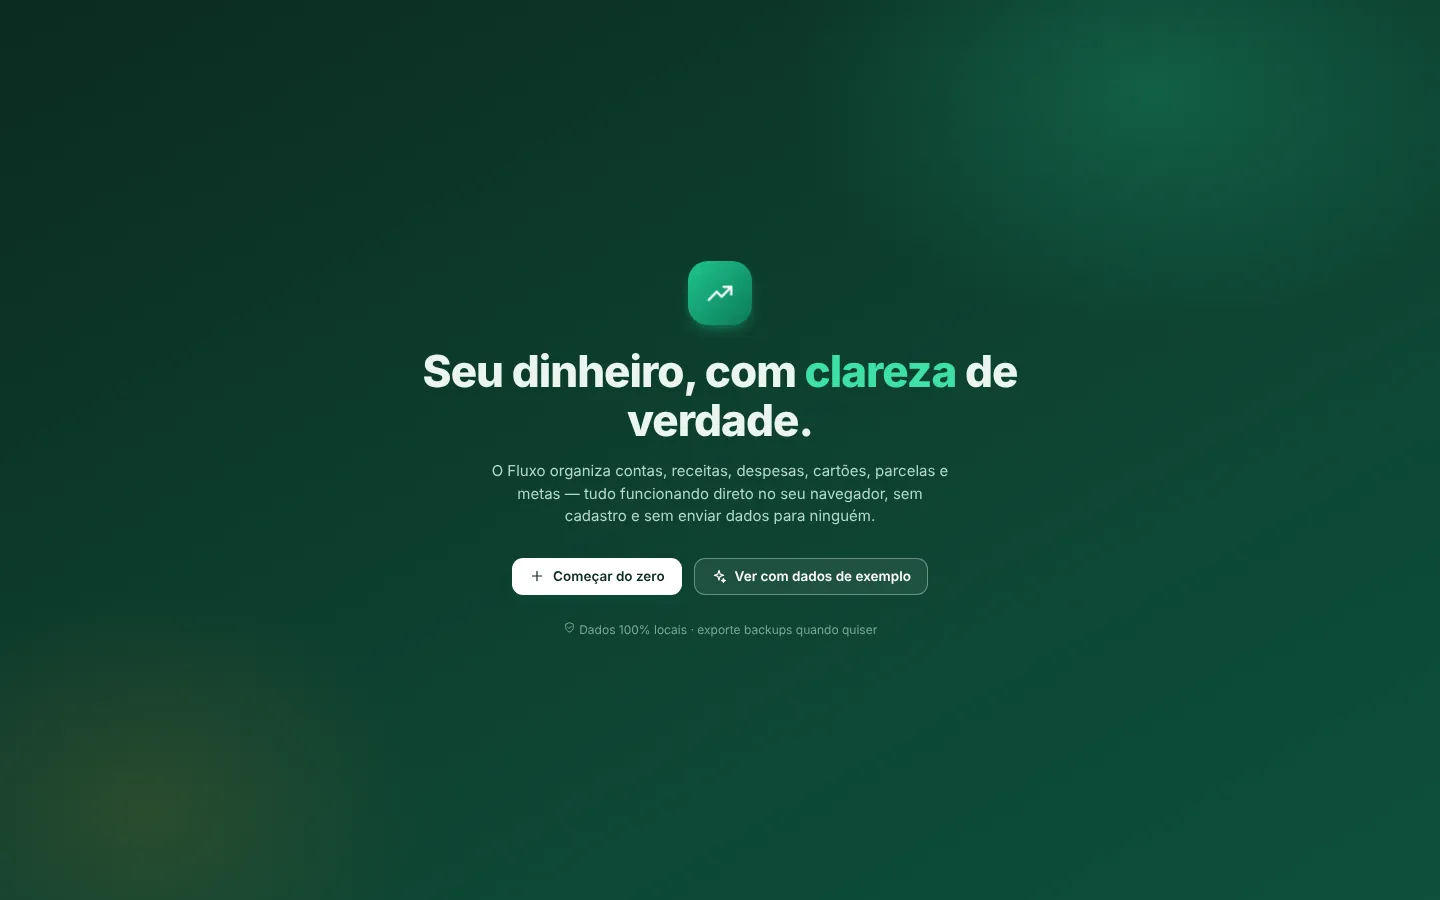 Seu dinheiro, com clareza de
verdade.
O Fluxo organiza contas, receitas, despesas, cartões, parcelas e
metas — tudo funcionando direto no seu navegador, sem
cadastro e sem enviar dados para ninguém.
Começar do zero
Ver com dados de exemplo
Dados 100% locais · exporte backups quando quiser